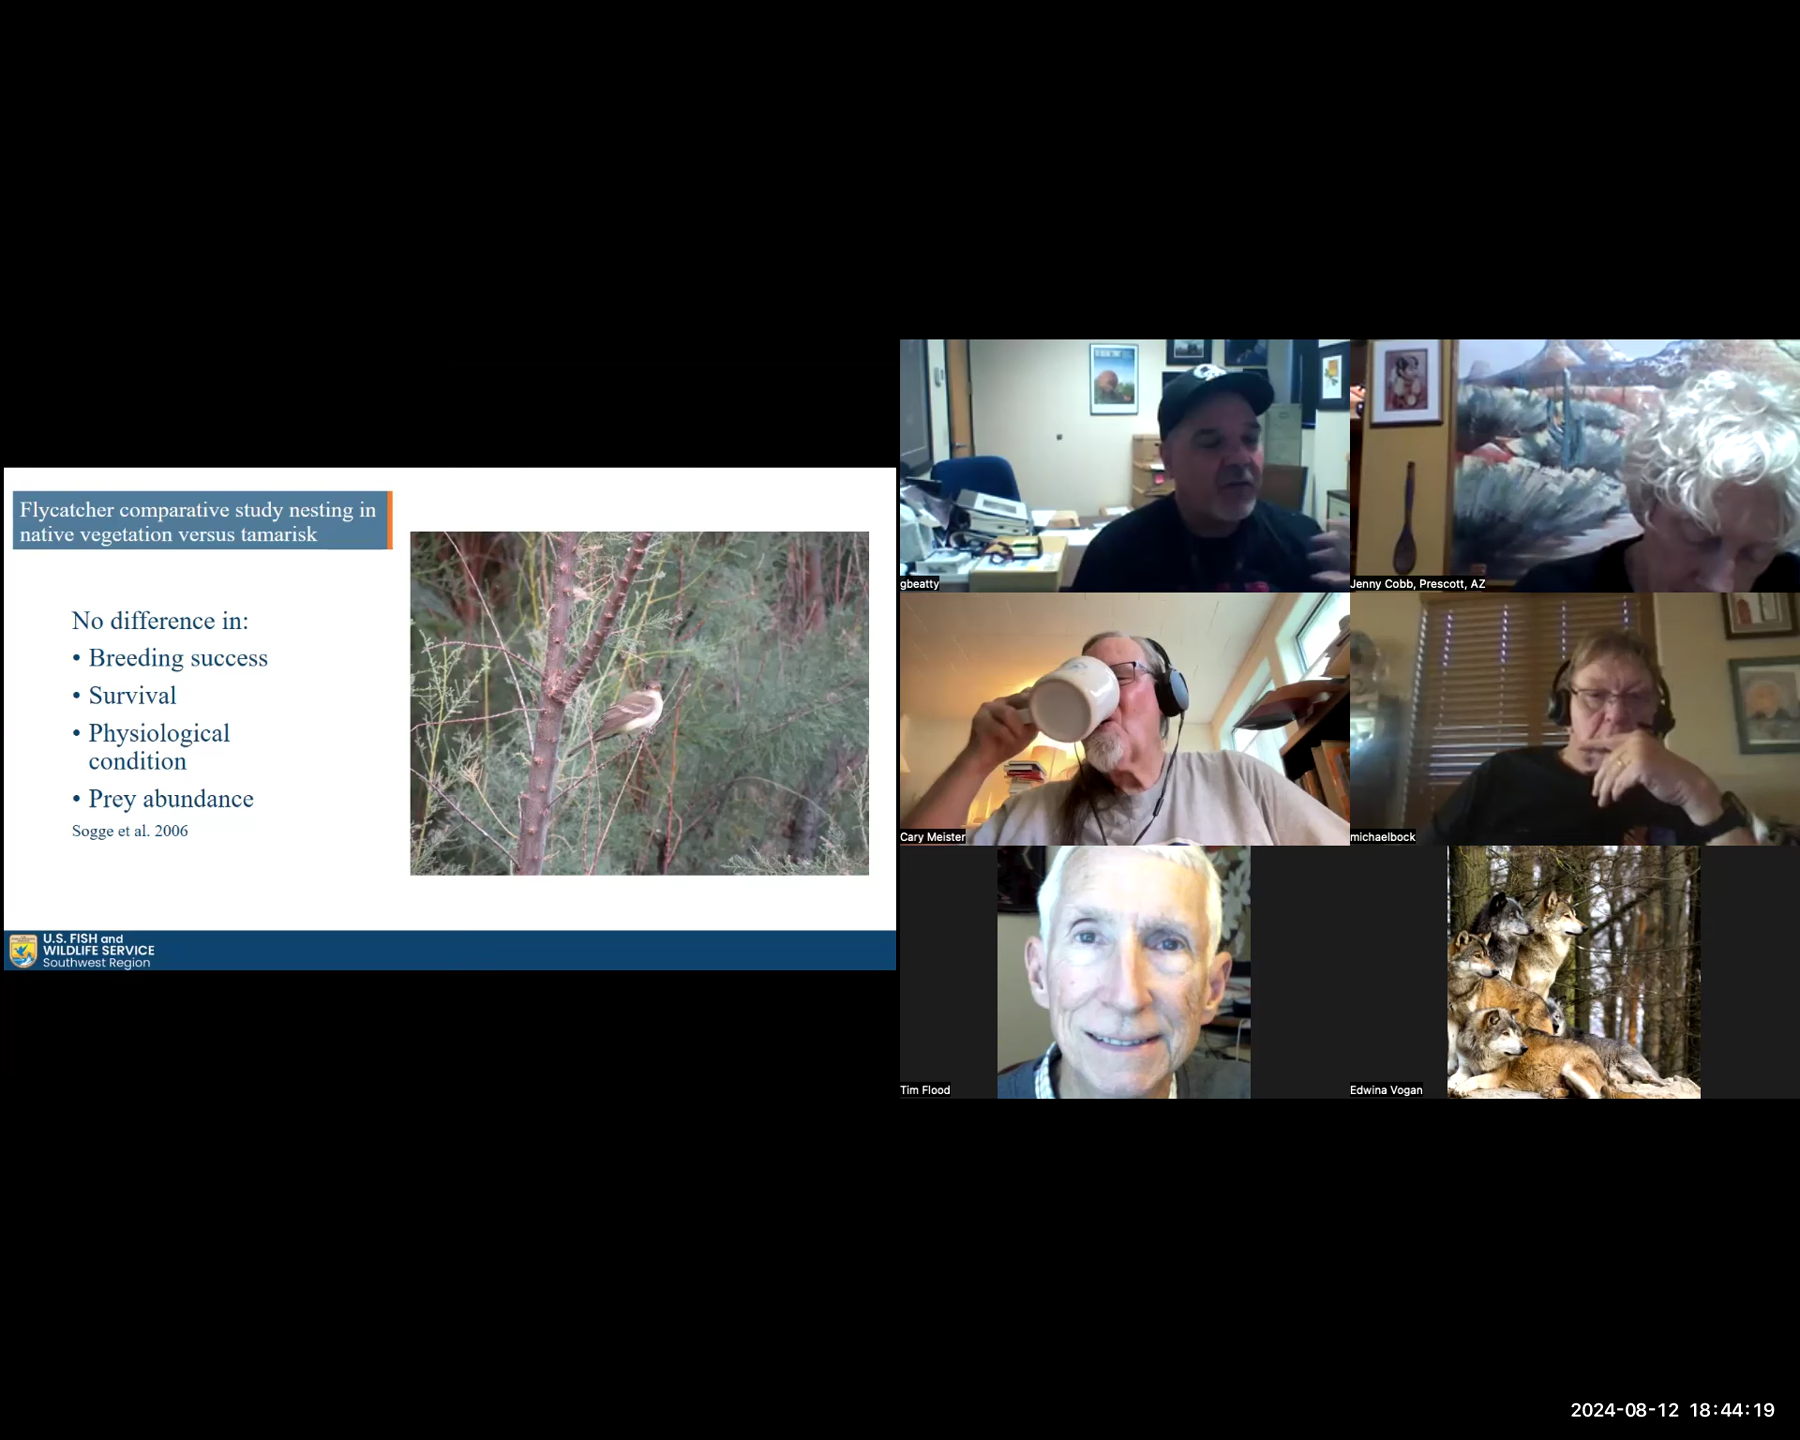 Flycatcher comparative study nesting in
native vegetation versus tamarisk
No difference in:
• Breeding success
• Survival
• Physiological
condition
• Prey abundance
Sogge et al. 2006
U.S. FISH and
WILDLIFE SERVICE
Southwest Region
gbeatty
Jenny Cobb, Prescott, AZ
Cary Meister
michaelbock
Tim Flood
Edwina Vogan
2024-08-12 18:44:19